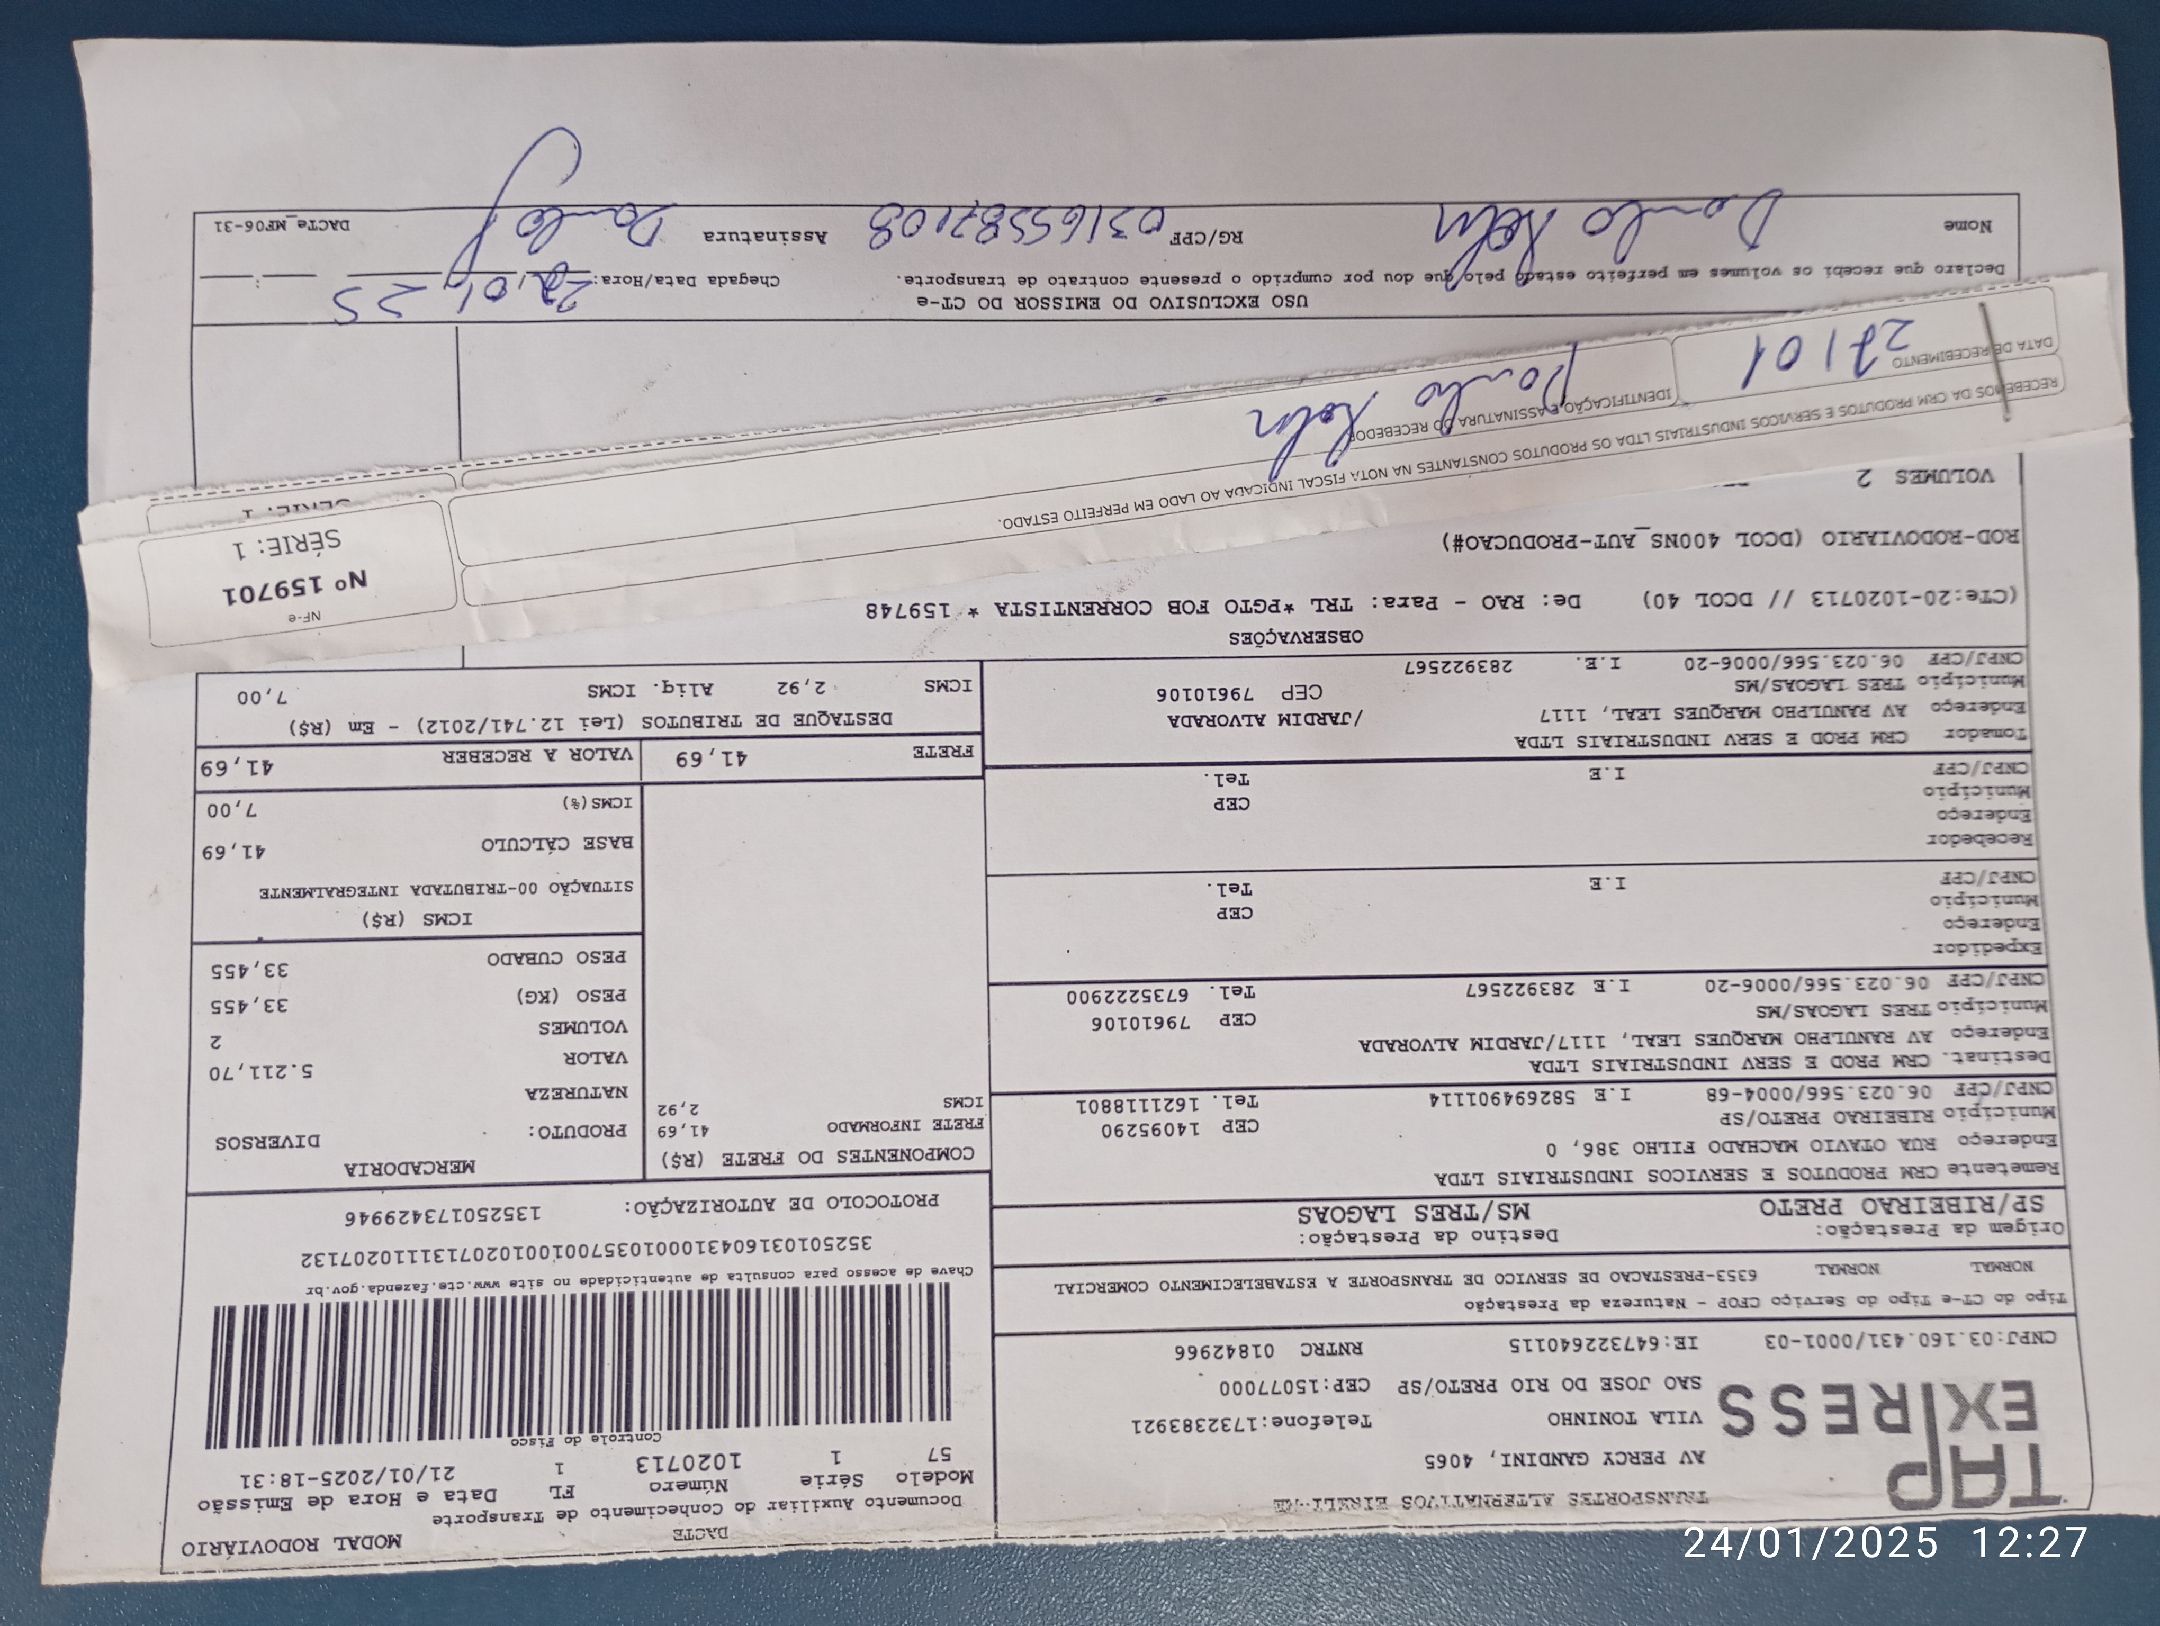 DACTE
MODAL RODOVIÁRIO
Documento Auxiliar do Conhecimento de Transporte
Modelo Série Número FL Data e Hora de Emissão
57 1 1020713 1 21/01/2025-18:31
Controle do Fisco
TAP EXPRESS
TRANSPORTES ALTERNATIVOS EIRELI-ME
AV PERCY GANDINI, 4065
VILA TONINHO Telefone:1732383921
SAO JOSE DO RIO PRETO/SP CEP:15077000
CNPJ:03.160.431/0001-03 IE:647322640115 RNTRC 01842966
Tipo do CT-e Tipo do Serviço CFOP - Natureza da Prestação
NORMAL NORMAL 6353-PRESTACAO DE SERVICO DE TRANSPORTE A ESTABELECIMENTO COMERCIAL
Chave de acesso para consulta de autenticidade no site www.cte.fazenda.gov.br
35250103160431000103570010010207131111020713​2
PROTOCOLO DE AUTORIZAÇÃO: 135250173429946
Origem da Prestação: Destino da Prestação:
SP/RIBEIRAO PRETO MS/TRES LAGOAS
Remetente CRM PRODUTOS E SERVICOS INDUSTRIAIS LTDA
Endereço RUA OTAVIO MACHADO FILHO 386, 0
Município RIBEIRAO PRETO/SP CEP 14095290
CNPJ/CPF 06.023.566/0004-68 I.E 582694901114 Tel. 1621118801
Destinat. CRM PROD E SERV INDUSTRIAIS LTDA
Endereço AV RANULPHO MARQUES LEAL, 1117/JARDIM ALVORADA
Município TRES LAGOAS/MS CEP 79610106
CNPJ/CPF 06.023.566/0006-20 I.E 283922567 Tel. 6735222900
Expedidor
Endereço
Município CEP
CNPJ/CPF I.E Tel.
Recebedor
Endereço
Município CEP
CNPJ/CPF I.E Tel.
Tomador CRM PROD E SERV INDUSTRIAIS LTDA
Endereço AV RANULPHO MARQUES LEAL, 1117 /JARDIM ALVORADA
Município TRES LAGOAS/MS CEP 79610106
CNPJ/CPF 06.023.566/0006-20 I.E. 283922567
COMPONENTES DO FRETE (R$)
FRETE INFORMADO 41,69
ICMS 2,92
MERCADORIA
PRODUTO: DIVERSOS
NATUREZA
VALOR 5.211,70
VOLUMES 2
PESO (KG) 33,455
PESO CUBADO 33,455
ICMS (R$)
SITUAÇÃO 00-TRIBUTADA INTEGRALMENTE
BASE CÁLCULO 41,69
ICMS(%) 7,00
FRETE 41,69 VALOR A RECEBER 41,69
DESTAQUE DE TRIBUTOS (Lei 12.741/2012) - Em (R$)
ICMS 2,92 Aliq. ICMS 7,00
OBSERVAÇÕES
(CTe:20-1020713 // DCOL 40) De: RAO - Para: TRL *PGTO FOB CORRENTISTA * 159748
ROD-RODOVIARIO (DCOL 400NS_AUT-PRODUCAO#)
VOLUMES 2
RECEBEMOS DA CRM PRODUTOS E SERVICOS INDUSTRIAIS LTDA OS PRODUTOS CONSTANTES NA NOTA FISCAL INDICADA AO LADO EM PERFEITO ESTADO.
DATA DE RECEBIMENTO
IDENTIFICAÇÃO E ASSINATURA DO RECEBEDOR
NF-e
Nº 159701
SÉRIE: 1
SÉRIE: 1
USO EXCLUSIVO DO EMISSOR DO CT-e
Declaro que recebi os volumes em perfeito estado pelo que dou por cumprido o presente contrato de transporte.
Chegada Data/Hora: 01 25
Nome RG/CPF 03165587108 Assinatura DACTe_MF06-31
24/01/2025 12:27